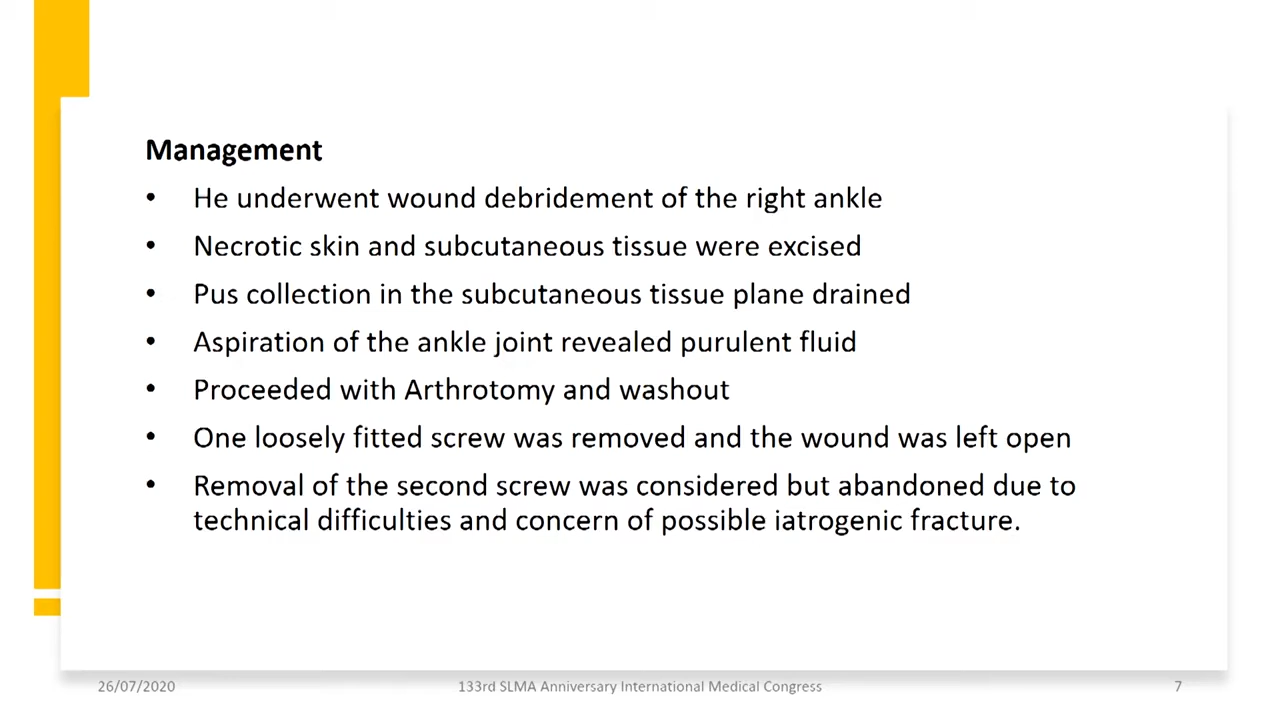 Management
• He underwent wound debridement of the right ankle
• Necrotic skin and subcutaneous tissue were excised
• Pus collection in the subcutaneous tissue plane drained
• Aspiration of the ankle joint revealed purulent fluid
• Proceeded with Arthrotomy and washout
• One loosely fitted screw was removed and the wound was left open
• Removal of the second screw was considered but abandoned due to
technical difficulties and concern of possible iatrogenic fracture.
26/07/2020 133rd SLMA Anniversary International Medical Congress 7